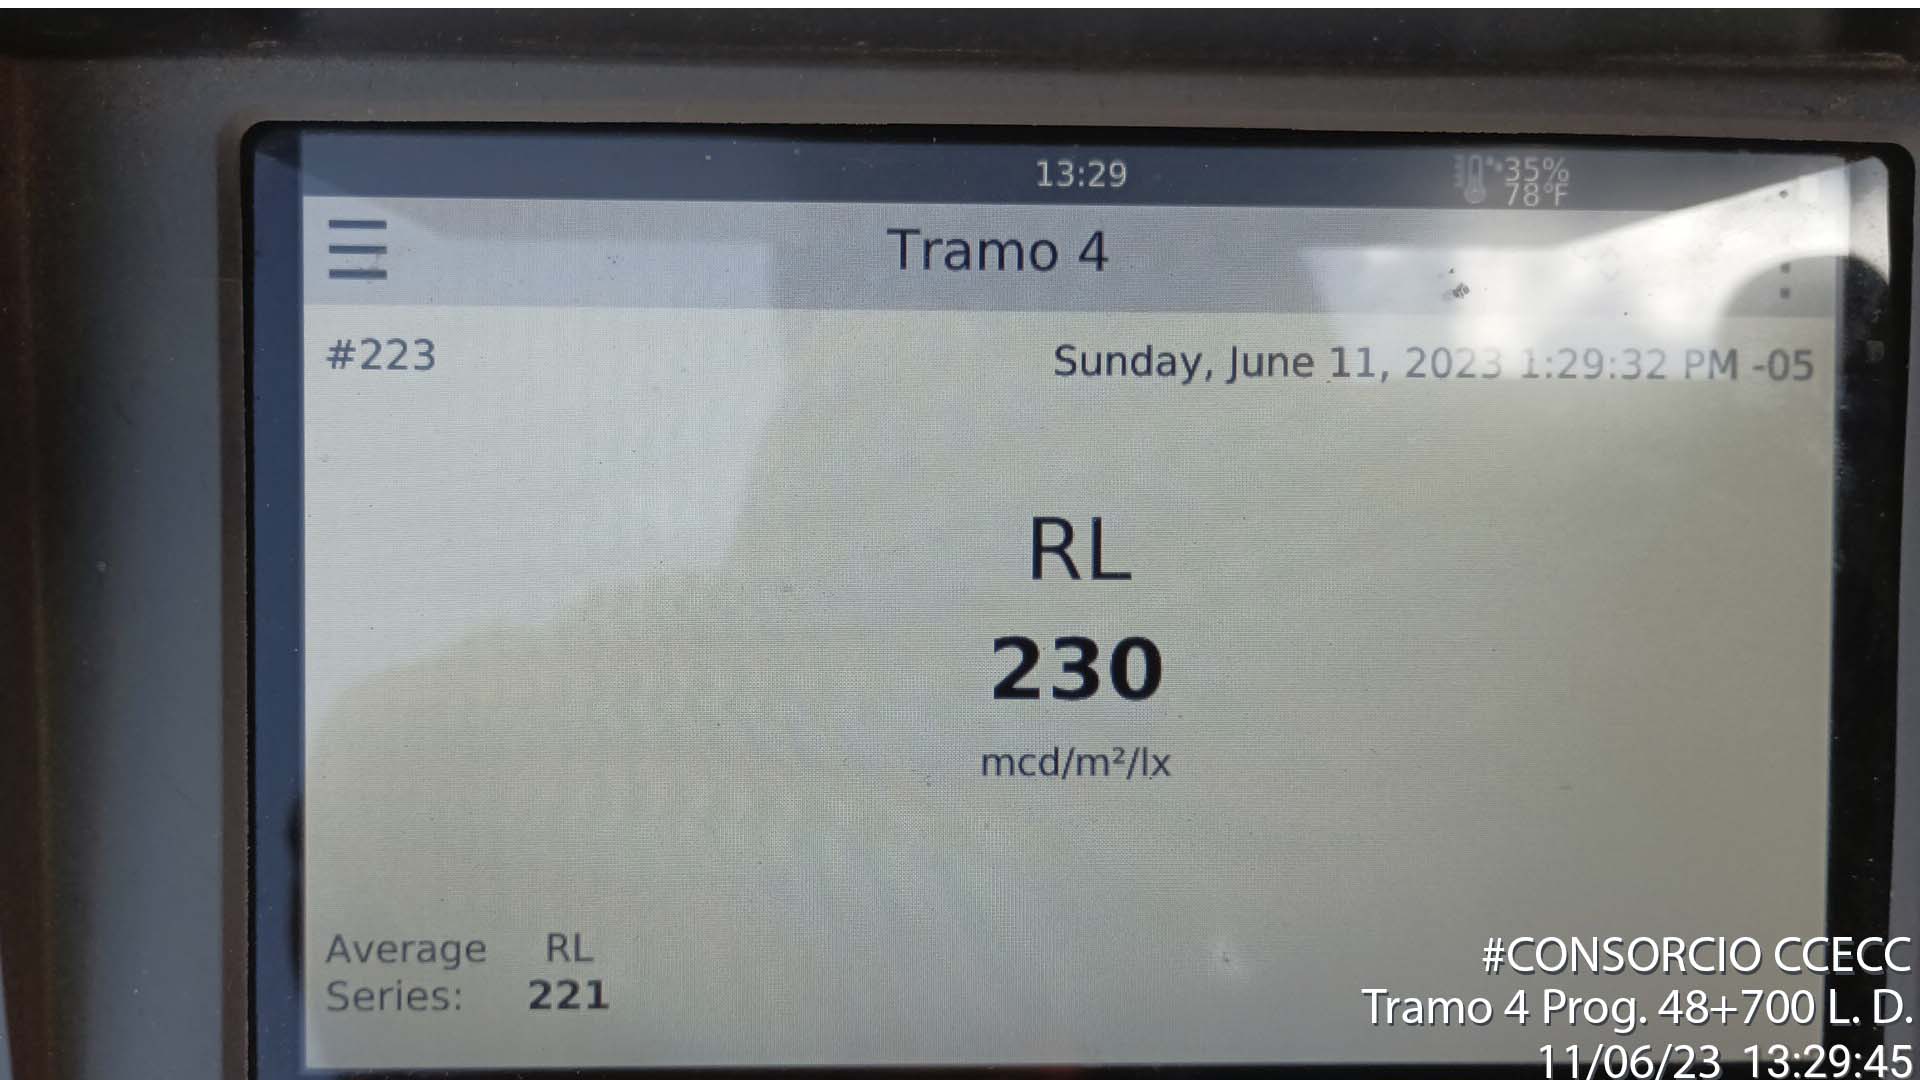 13:29
35%
78°F
Tramo 4
#223
Sunday, June 11, 2023 1:29:32 PM -05
RL
230
mcd/m²/lx
Average RL
Series: 221
#CONSORCIO CCECC
Tramo 4 Prog. 48+700 L. D.
11/06/23 13:29:45